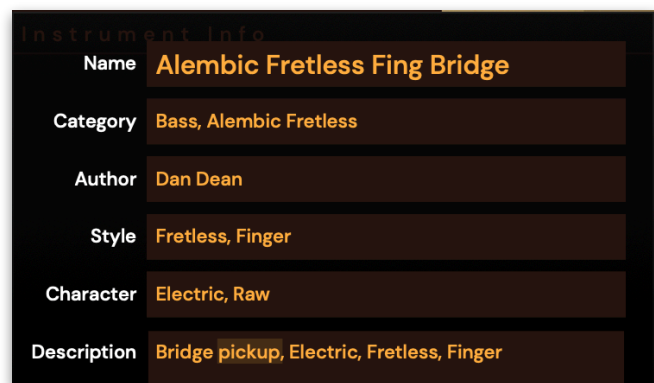 Instrument Info
Name Alembic Fretless Fing Bridge
Category Bass, Alembic Fretless
Author Dan Dean
Style Fretless, Finger
Character Electric, Raw
Description Bridge pickup, Electric, Fretless, Finger